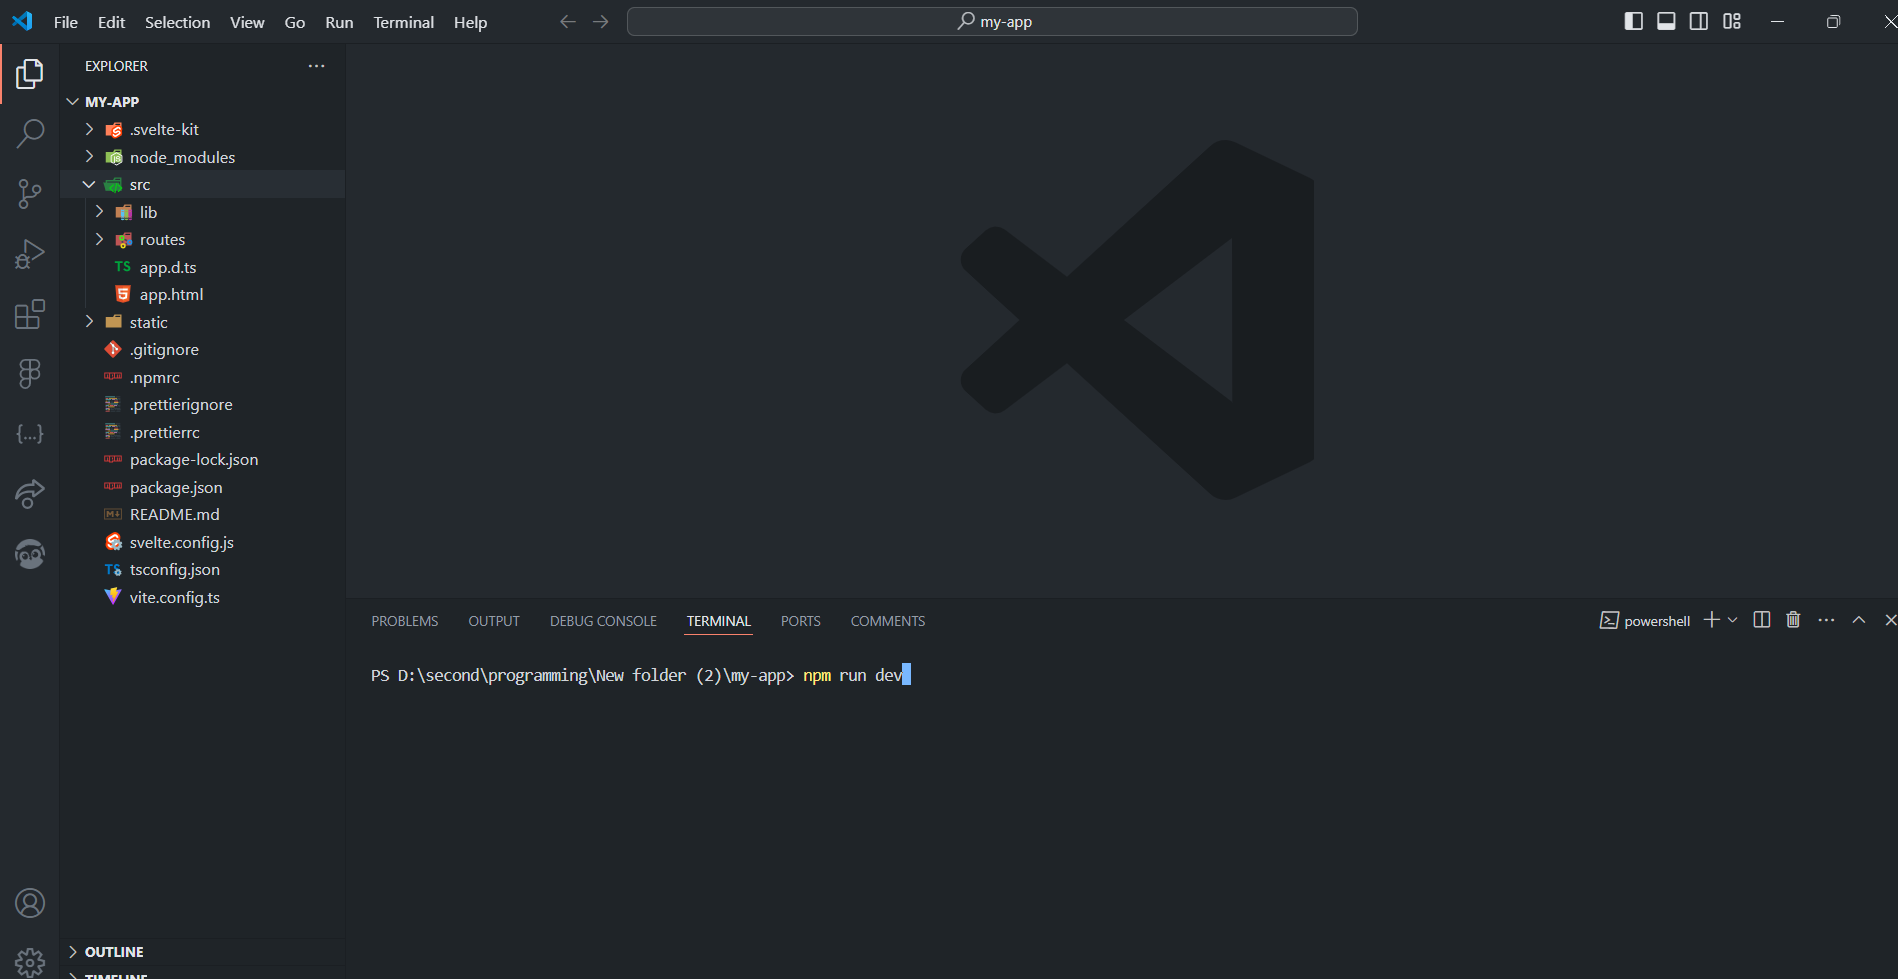 File Edit Selection View Go Run Terminal Help
my-app
EXPLORER
MY-APP
.svelte-kit
node_modules
src
lib
routes
TS app.d.ts
app.html
static
.gitignore
.npmrc
.prettierignore
.prettierrc
package-lock.json
package.json
README.md
svelte.config.js
TS tsconfig.json
vite.config.ts
OUTLINE
TIMELINE
PROBLEMS OUTPUT DEBUG CONSOLE TERMINAL PORTS COMMENTS
powershell
PS D:\second\programming\New folder (2)\my-app> npm run dev